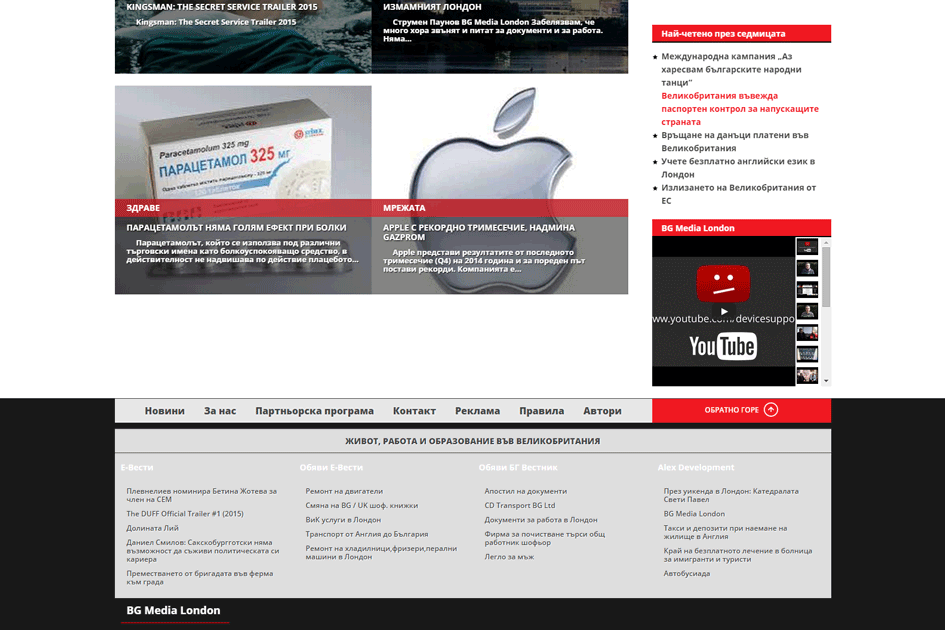 KINGSMAN: THE SECRET SERVICE TRAILER 2015
Kingsman: The Secret Service Trailer 2015
ИЗМАМНИЯТ ЛОНДОН
Струмен Паунов BG Media London Забелязвам, че
много хора звънят и питат за документи и за работа.
Няма...
Paracetamolum 325 mg
ПАРАЦЕТАМОЛ 325 мг
ЗДРАВЕ
ПАРАЦЕТАМОЛЪТ НЯМА ГОЛЯМ ЕФЕКТ ПРИ БОЛКИ
Парацетамолът, който се използва под различни
търговски имена като болкоуспокояващо средство, в
действителност не надвишава по действие плацебото...
МРЕЖАТА
APPLE С РЕКОРДНО ТРИМЕСЕЧИЕ, НАДМИНА
GAZPROM
Apple представи резултатите от последното
тримесечие (Q4) на 2014 година и за пореден път
постави рекорди. Компанията е...
Най-четено през седмицата
Международна кампания „Аз
харесвам българските народни
танци“
Великобритания въвежда
паспортен контрол за напускащите
страната
Връщане на данъци платени във
Великобритания
Учете безплатно английски език в
Лондон
Излизането на Великобритания от
ЕС
BG Media London
ww.youtube.com/devicesuppo
YouTube
Новини За нас Партньорска програма Контакт Реклама Правила Автори
ОБРАТНО ГОРЕ
ЖИВОТ, РАБОТА И ОБРАЗОВАНИЕ ВЪВ ВЕЛИКОБРИТАНИЯ
Е-Вести
Плевнелиев номинира Бетина Жотева за
член на СЕМ
The DUFF Official Trailer #1 (2015)
Долината Лий
Даниел Смилов: Сакскобургготски няма
възможност да съживи политическата си
кариера
Преместването от бригадата във ферма
към града
Обяви Е-Вести
Ремонт на двигатели
Смяна на BG / UK шоф. книжки
ВиК услуги в Лондон
Транспорт от Англия до България
Ремонт на хладилници,фризери,перални
машини в Лондон
Обяви БГ Вестник
Апостил на документи
CD Transport BG Ltd
Документи за работа в Лондон
Фирма за почистване търси общ
работник шофьор
Легло за мъж
Alex Development
През уикенда в Лондон: Катедралата
Свети Павел
BG Media London
Такси и депозити при наемане на
жилище в Англия
Край на безплатното лечение в болница
за имигранти и туристи
Автобусиада
BG Media London